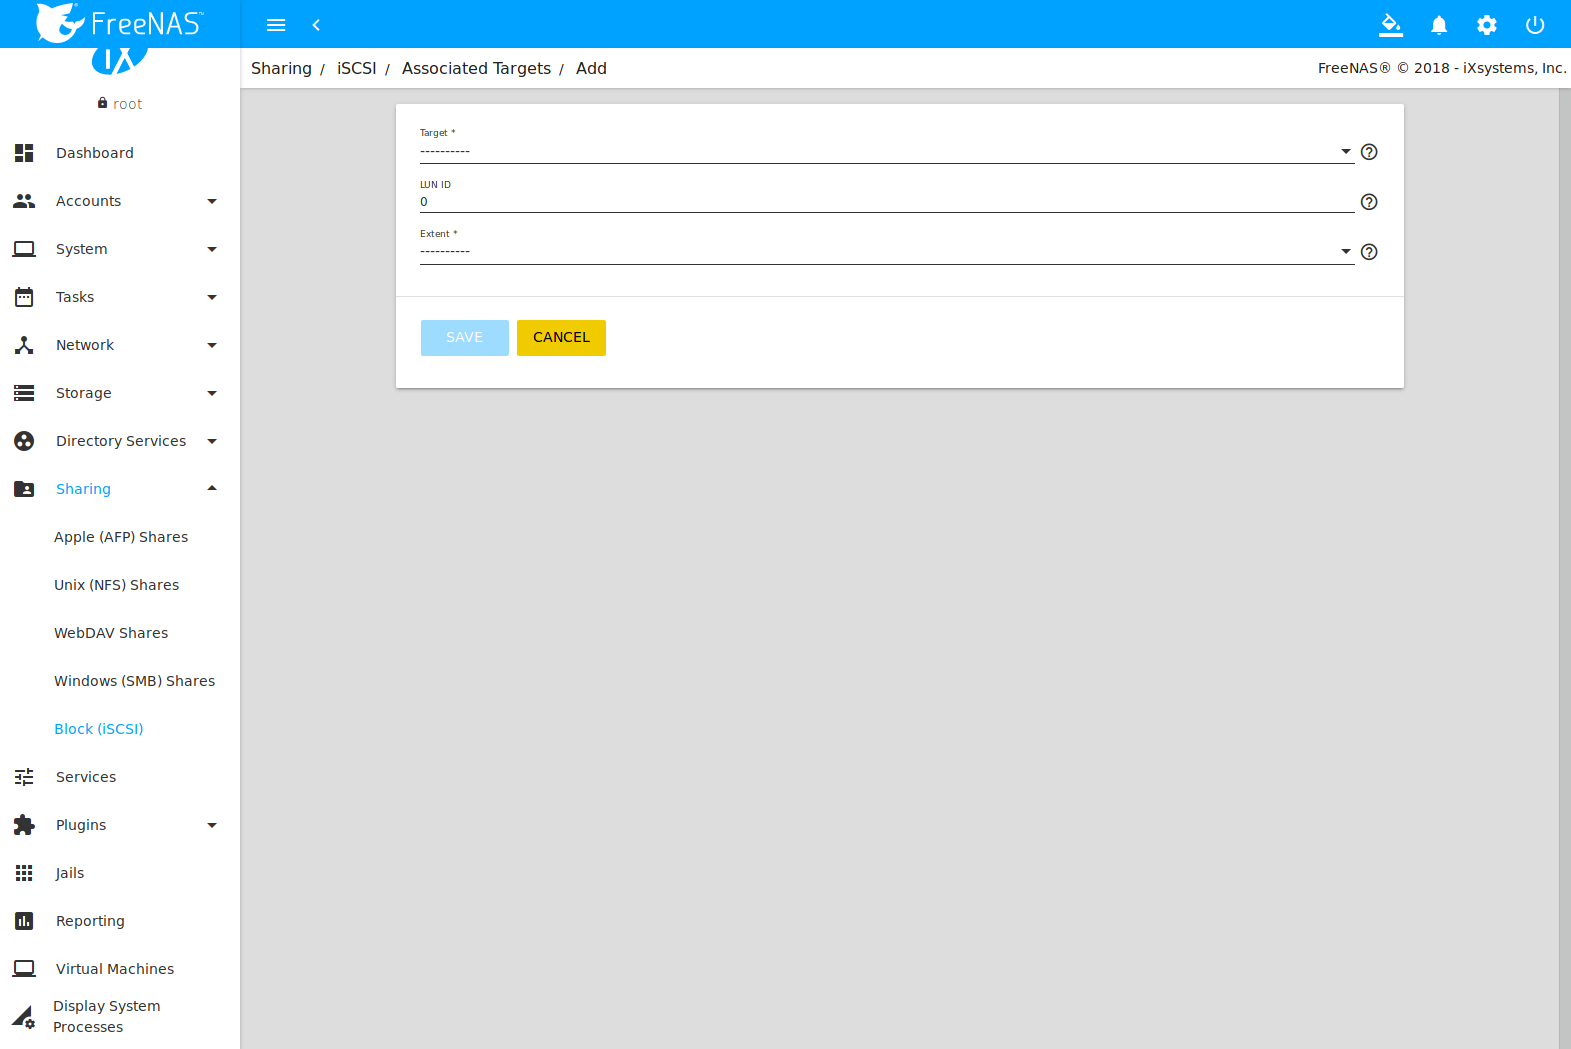 FreeNAS™
iX
root
Dashboard
Accounts
System
Tasks
Network
Storage
Directory Services
Sharing
Apple (AFP) Shares
Unix (NFS) Shares
WebDAV Shares
Windows (SMB) Shares
Block (iSCSI)
Services
Plugins
Jails
Reporting
Virtual Machines
Display System
Processes
Sharing / iSCSI / Associated Targets / Add
FreeNAS® © 2018 - iXsystems, Inc.
Target *
----------
LUN ID
0
Extent *
----------
SAVE CANCEL